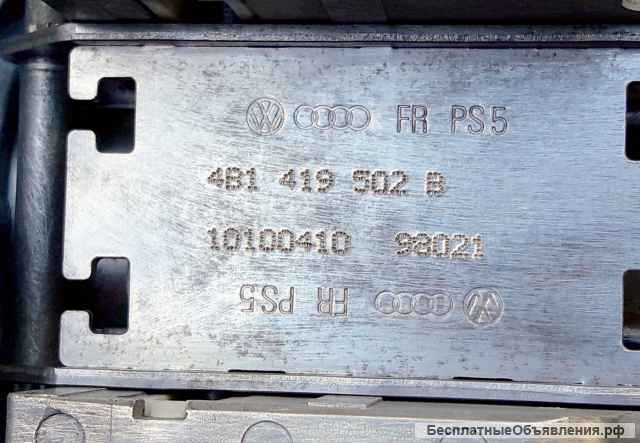 FR PS5
4B1 419 502 B
10100410 98021
FR PS5
БесплатныеОбъявления.рф